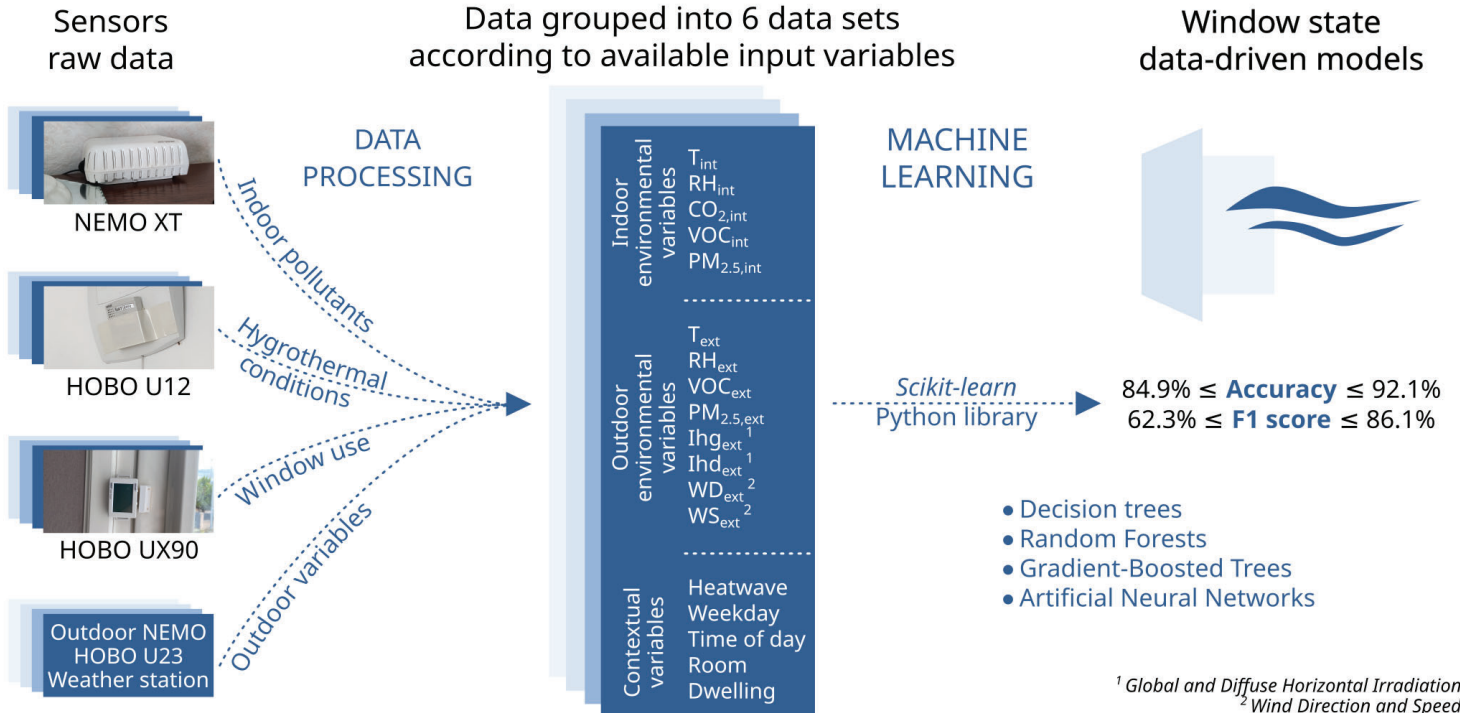 Sensors
raw data
Data grouped into 6 data sets
according to available input variables
Window state
data-driven models
NEMO XT
HOBO U12
HOBO UX90
Outdoor NEMO
HOBO U23
Weather station
DATA
PROCESSING
Indoor pollutants
Hygrothermal
conditions
Window use
Outdoor variables
Indoor
environmental
variables
T_int
RH_int
CO_2,int
VOC_int
PM_2.5,int
Outdoor
environmental
variables
T_ext
RH_ext
VOC_ext
PM_2.5,ext
Ihg_ext ^1
Ihd_ext ^1
WD_ext ^2
WS_ext ^2
Contextual
variables
Heatwave
Weekday
Time of day
Room
Dwelling
MACHINE
LEARNING
Scikit-learn
Python library
84.9% ≤ Accuracy ≤ 92.1%
62.3% ≤ F1 score ≤ 86.1%
• Decision trees
• Random Forests
• Gradient-Boosted Trees
• Artificial Neural Networks
^1 Global and Diffuse Horizontal Irradiation
^2 Wind Direction and Speed